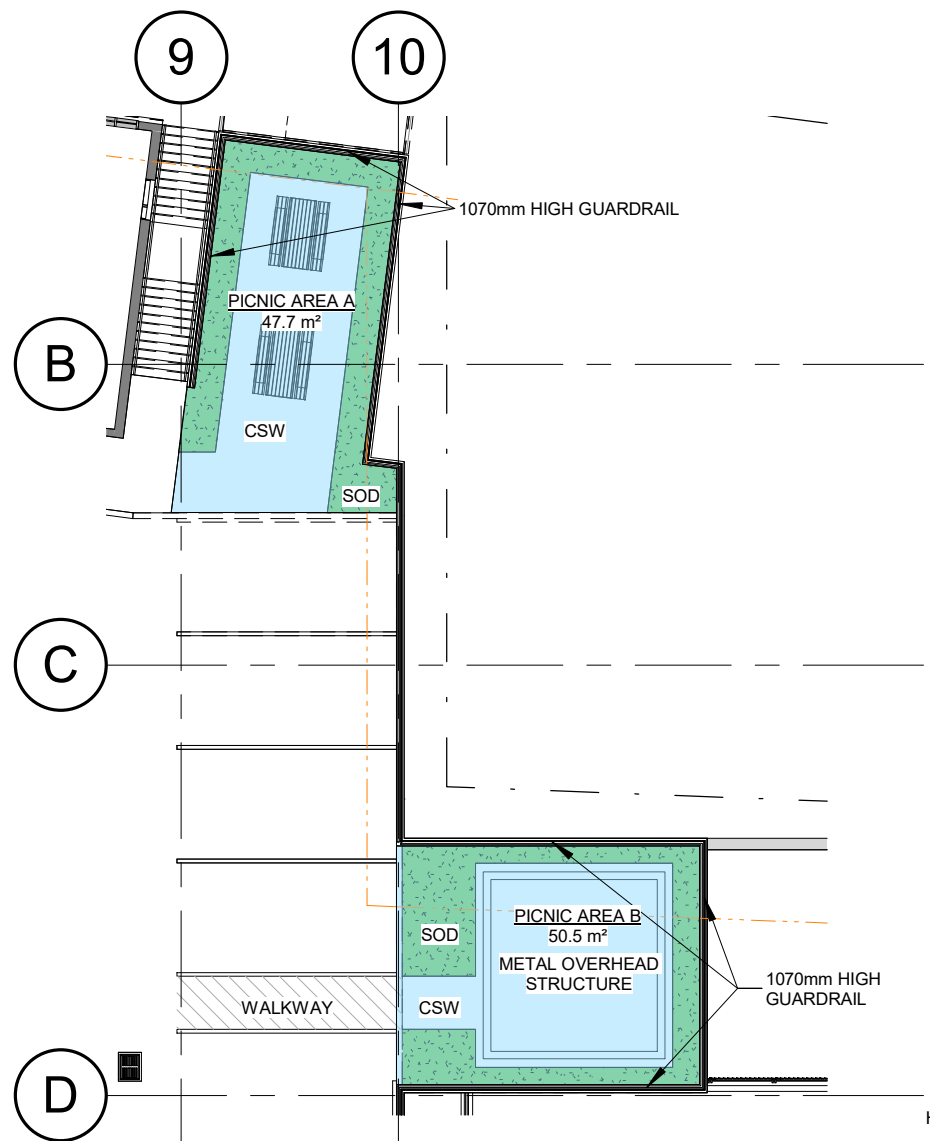 9
10
1070mm HIGH GUARDRAIL
PICNIC AREA A
47.7 m²
B
CSW
SOD
C
PICNIC AREA B
50.5 m²
SOD
METAL OVERHEAD
STRUCTURE
1070mm HIGH
GUARDRAIL
WALKWAY
CSW
D